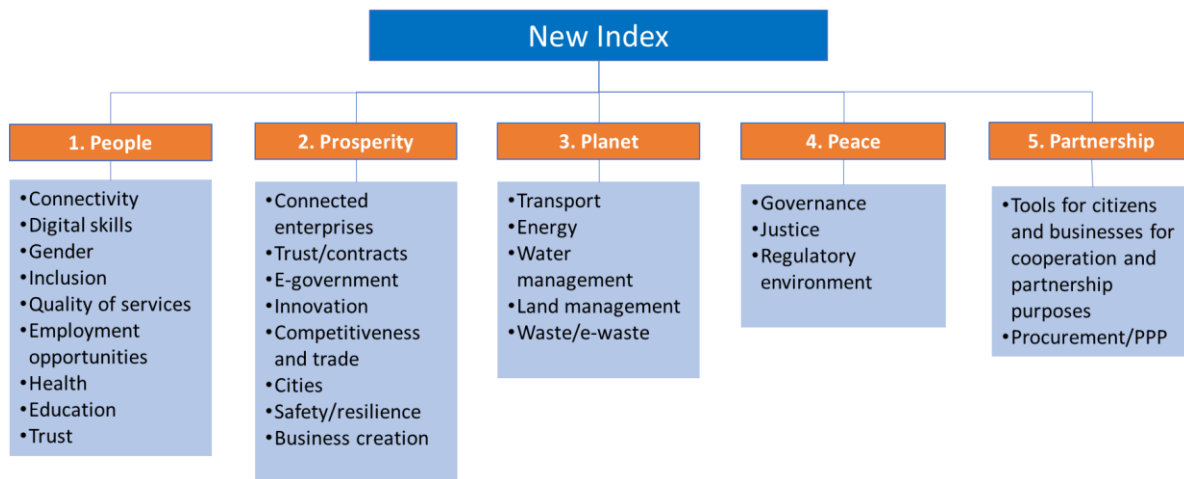 New Index
1. People
•Connectivity
•Digital skills
•Gender
•Inclusion
•Quality of services
•Employment
opportunities
•Health
•Education
•Trust
2. Prosperity
•Connected
enterprises
•Trust/contracts
•E-government
•Innovation
•Competitiveness
and trade
•Cities
•Safety/resilience
•Business creation
3. Planet
•Transport
•Energy
•Water
management
•Land management
•Waste/e-waste
4. Peace
•Governance
•Justice
•Regulatory
environment
5. Partnership
•Tools for citizens
and businesses for
cooperation and
partnership
purposes
•Procurement/PPP